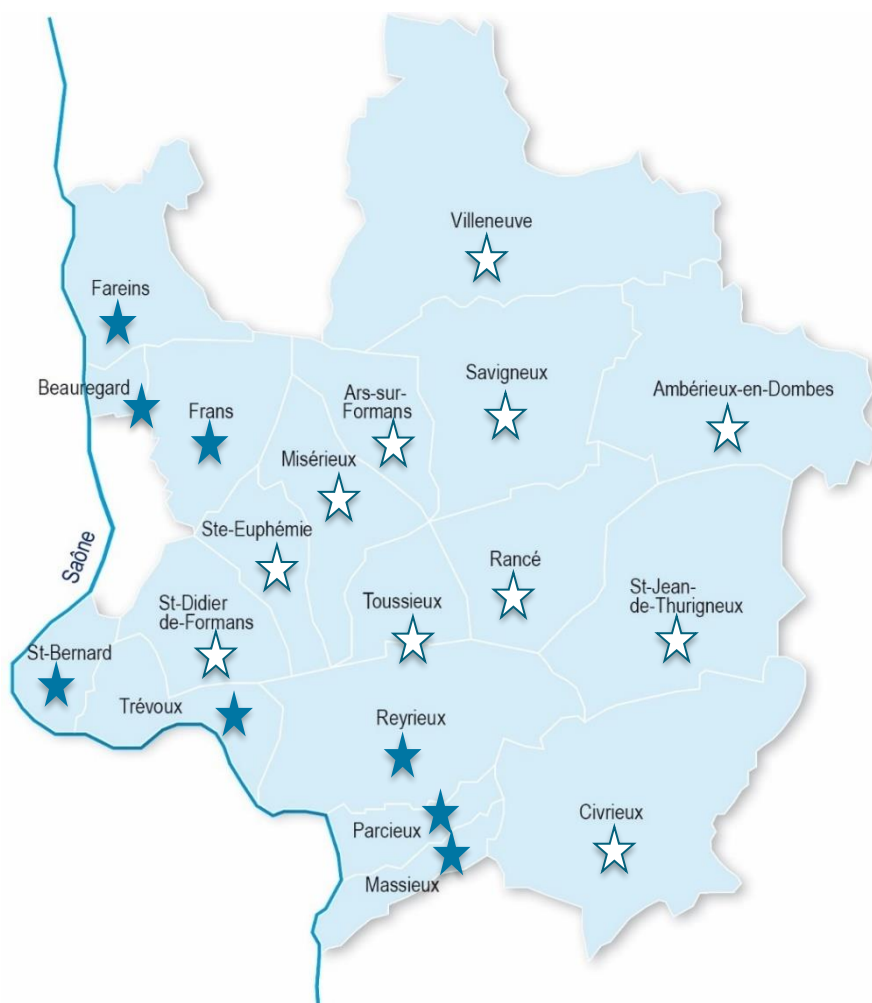 Villeneuve
Fareins
Beauregard
Frans
Ars-sur-
Formans
Savigneux
Ambérieux-en-Dombes
Misérieux
Ste-Euphémie
Saône
Rancé
St-Didier
de-Formans
Toussieux
St-Jean-
de-Thurigneux
St-Bernard
Trévoux
Reyrieux
Parcieux
Civrieux
Massieux